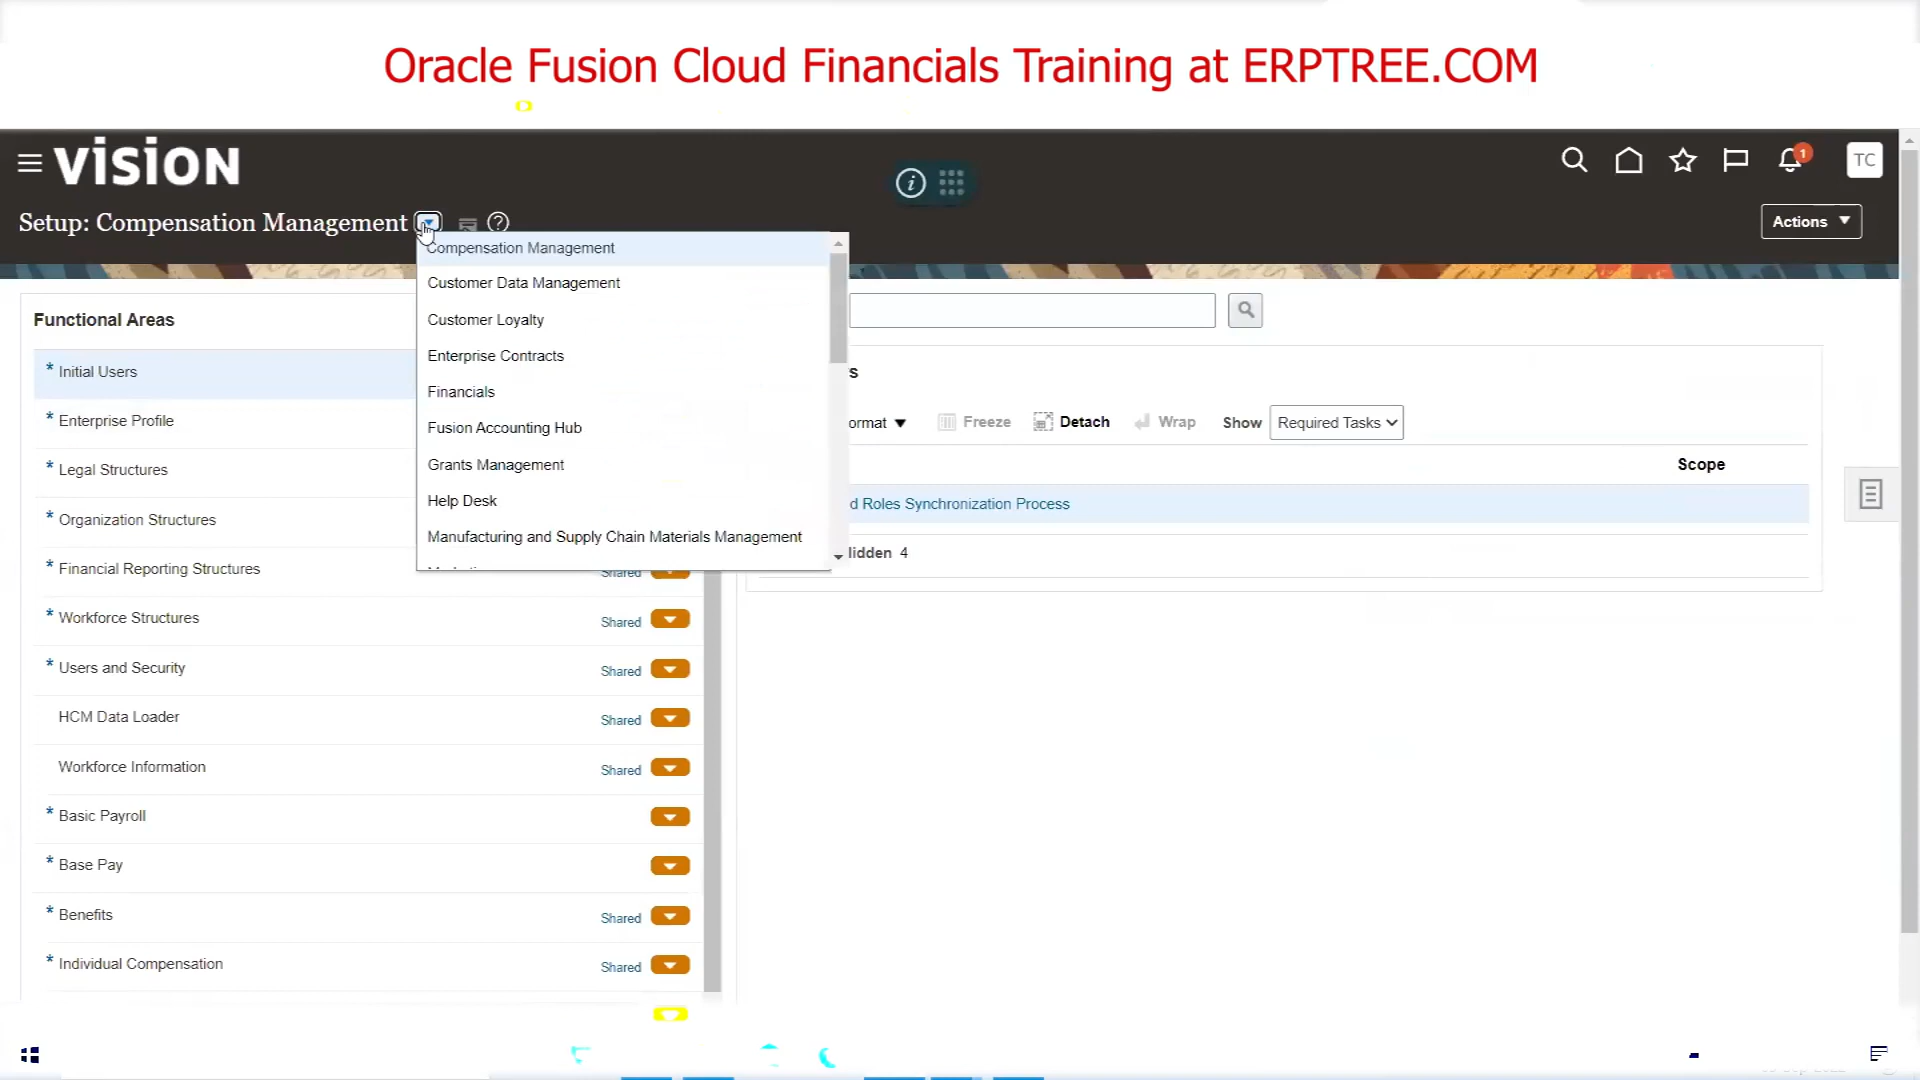 Oracle Fusion Cloud Financials Training at ERPTREE.COM
vision
1
TC
Setup: Compensation Management
Actions
Compensation Management
Customer Data Management
Customer Loyalty
Enterprise Contracts
Financials
Fusion Accounting Hub
Grants Management
Help Desk
Manufacturing and Supply Chain Materials Management
Functional Areas
* Initial Users
* Enterprise Profile
* Legal Structures
* Organization Structures
* Financial Reporting Structures Shared
* Workforce Structures Shared
* Users and Security Shared
HCM Data Loader Shared
Workforce Information Shared
* Basic Payroll
* Base Pay
* Benefits Shared
* Individual Compensation Shared
s
ormat Freeze Detach Wrap Show Required Tasks
Scope
d Roles Synchronization Process
idden 4